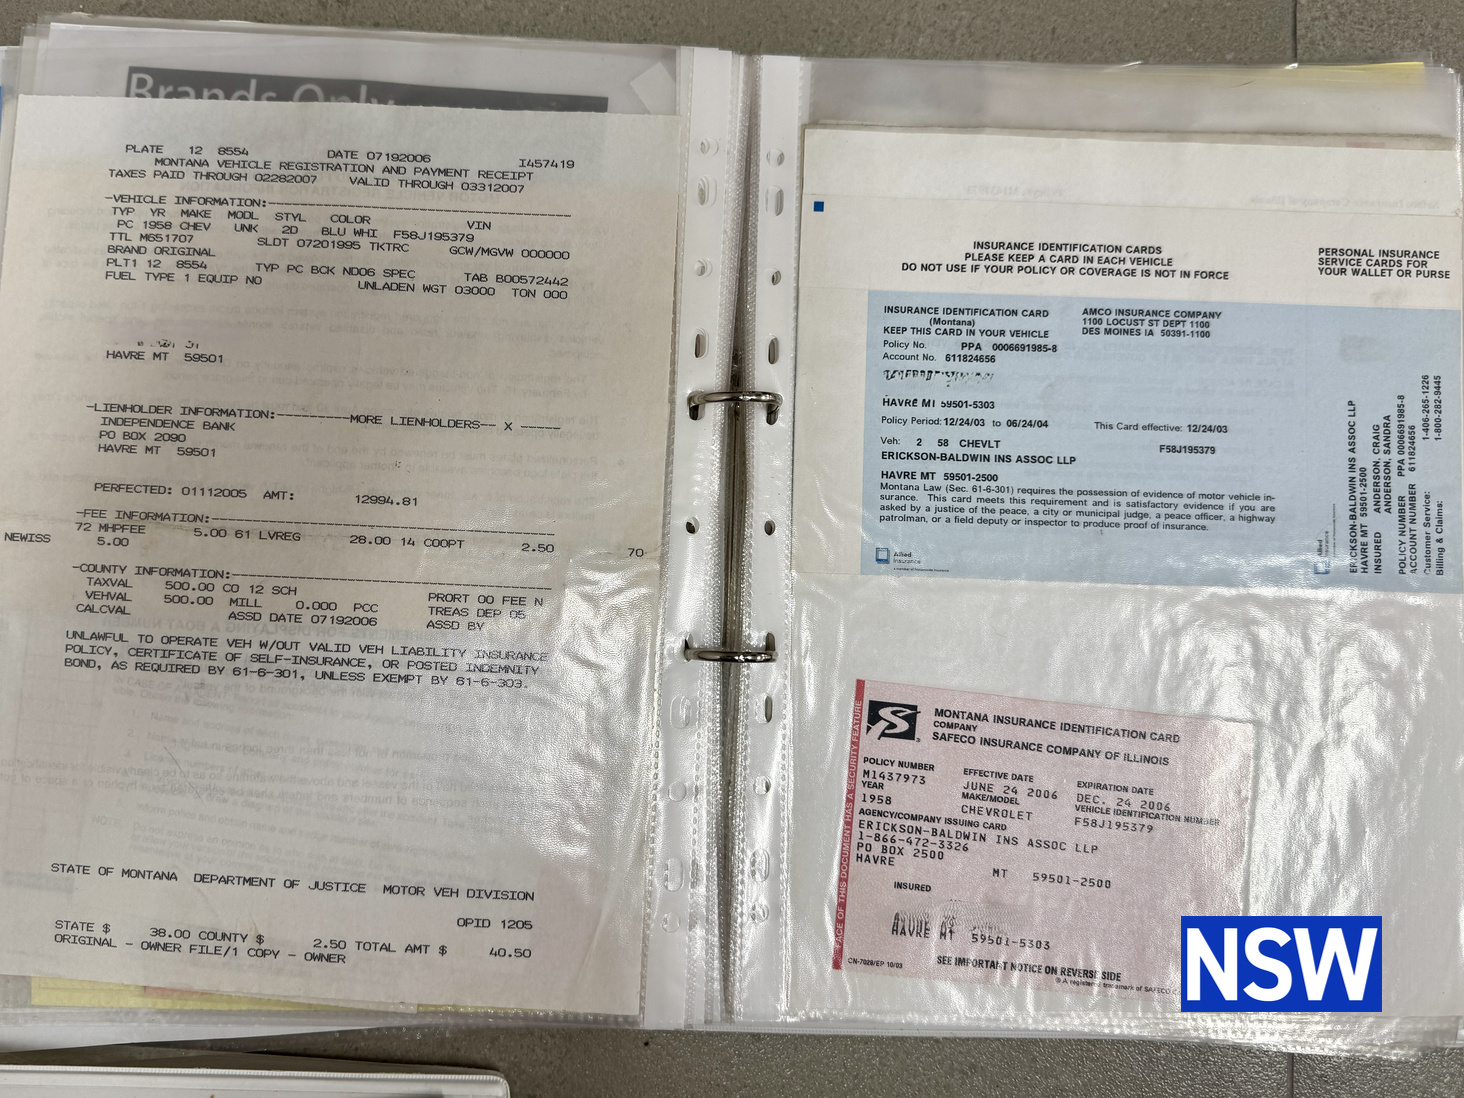 Brands Only
PLATE 12 8554 DATE 07192006 I457419
MONTANA VEHICLE REGISTRATION AND PAYMENT RECEIPT
TAXES PAID THROUGH 02282007 VALID THROUGH 03312007
-VEHICLE INFORMATION:
TYP YR MAKE MODL STYL COLOR VIN
PC 1958 CHEV UNK 2D BLU WHI F58J195379
TTL M651707 SLDT 07201995 TKTRC GCW/MGVW 000000
BRAND ORIGINAL
PLT1 12 8554 TYP PC BCK ND06 SPEC TAB B00572442
FUEL TYPE 1 EQUIP NO UNLADEN WGT 03000 TON 000
HAVRE MT 59501
-LIENHOLDER INFORMATION:-----------MORE LIENHOLDERS-- X ------
INDEPENDENCE BANK
PO BOX 2090
HAVRE MT 59501
PERFECTED: 01112005 AMT: 12994.81
-FEE INFORMATION:
72 MHPFEE 5.00 61 LVREG 28.00 14 COOPT 2.50 70
NEWISS 5.00
-COUNTY INFORMATION:
TAXVAL 500.00 CO 12 SCH PRORT 00 FEE N
VEHVAL 500.00 MILL 0.000 PCC TREAS DEP 05
CALCVAL ASSD DATE 07192006 ASSD BY
UNLAWFUL TO OPERATE VEH W/OUT VALID VEH LIABILITY INSURANCE
POLICY, CERTIFICATE OF SELF-INSURANCE, OR POSTED INDEMNITY
BOND, AS REQUIRED BY 61-6-301, UNLESS EXEMPT BY 61-6-303.
STATE OF MONTANA DEPARTMENT OF JUSTICE MOTOR VEH DIVISION
OPID 1205
STATE $ 38.00 COUNTY $ 2.50 TOTAL AMT $ 40.50
ORIGINAL - OWNER FILE/1 COPY - OWNER
INSURANCE IDENTIFICATION CARDS
PLEASE KEEP A CARD IN EACH VEHICLE
DO NOT USE IF YOUR POLICY OR COVERAGE IS NOT IN FORCE
PERSONAL INSURANCE
SERVICE CARDS FOR
YOUR WALLET OR PURSE
INSURANCE IDENTIFICATION CARD
(Montana)
KEEP THIS CARD IN YOUR VEHICLE
AMCO INSURANCE COMPANY
1100 LOCUST ST DEPT 1100
DES MOINES IA 50391-1100
Policy No. PPA 0006691985-8
Account No. 611824656
HAVRE MT 59501-5303
Policy Period: 12/24/03 to 06/24/04 This Card effective: 12/24/03
Veh: 2 58 CHEVLT F58J195379
ERICKSON-BALDWIN INS ASSOC LLP
HAVRE MT 59501-2500
Montana Law (Sec. 61-6-301) requires the possession of evidence of motor vehicle in-
surance. This card meets this requirement and is satisfactory evidence if you are
asked by a justice of the peace, a city or municipal judge, a peace officer, a highway
patrolman, or a field deputy or inspector to produce proof of insurance.
Allied
Insurance
Allied
Insurance
ERICKSON-BALDWIN INS ASSOC LLP
HAVRE MT 59501-2500
INSURED ANDERSON, CRAIG
ANDERSON, SANDRA
POLICY NUMBER PPA 0006691985-8
ACCOUNT NUMBER 611824656
Customer Service: 1-406-265-1226
Billing & Claims: 1-800-282-9445
FACE OF THIS DOCUMENT HAS A SECURITY FEATURE
MONTANA INSURANCE IDENTIFICATION CARD
COMPANY
SAFECO INSURANCE COMPANY OF ILLINOIS
POLICY NUMBER EFFECTIVE DATE EXPIRATION DATE
M1437973 JUNE 24 2006 DEC. 24 2006
YEAR MAKE/MODEL VEHICLE IDENTIFICATION NUMBER
1958 CHEVROLET F58J195379
AGENCY/COMPANY ISSUING CARD
ERICKSON-BALDWIN INS ASSOC LLP
1-866-472-3326
PO BOX 2500
HAVRE MT 59501-2500
INSURED
HAVRE MT 59501-5303
CN-7028/EP 10/03 SEE IMPORTANT NOTICE ON REVERSE SIDE
® A registered trademark of SAFECO
NSW